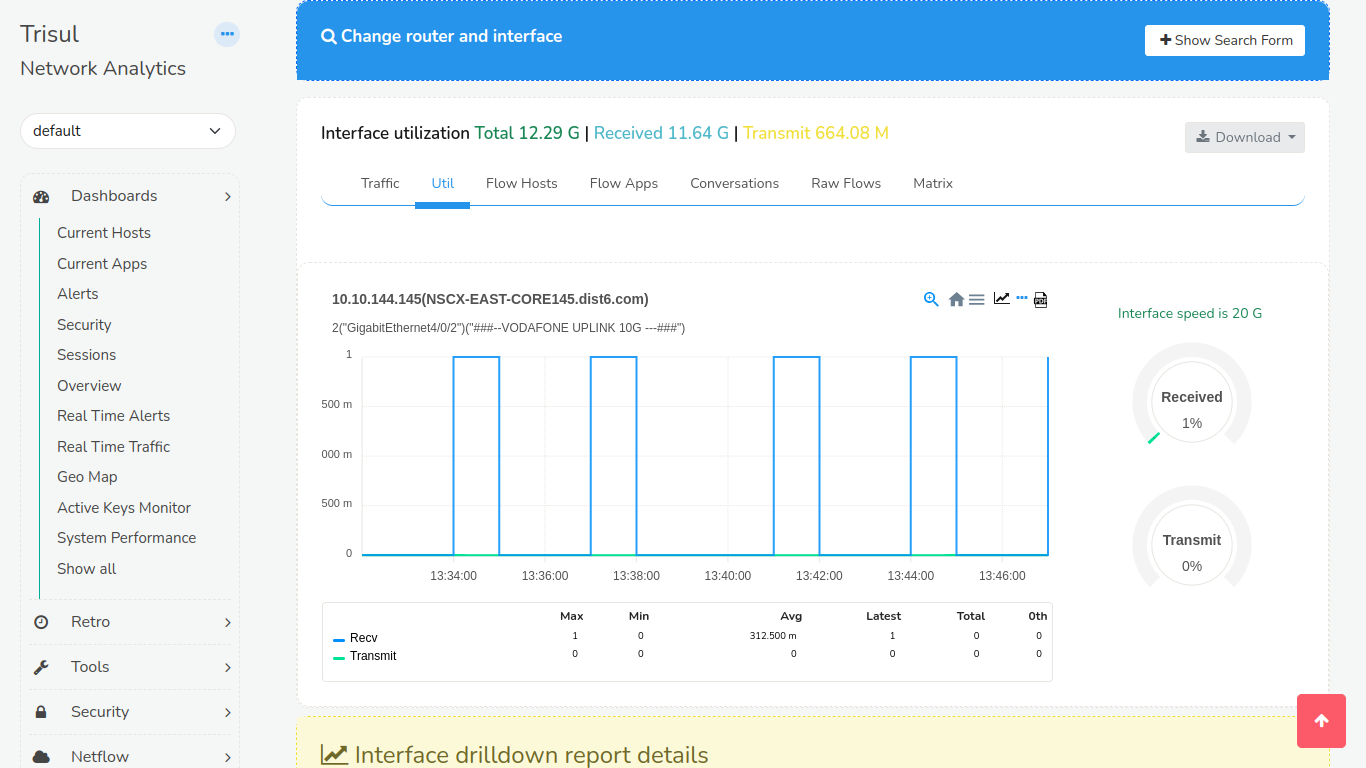 Trisul
Network Analytics
default
Dashboards
Current Hosts
Current Apps
Alerts
Security
Sessions
Overview
Real Time Alerts
Real Time Traffic
Geo Map
Active Keys Monitor
System Performance
Show all
Retro
Tools
Security
Netflow
Change router and interface
Show Search Form
Interface utilization Total 12.29 G | Received 11.64 G | Transmit 664.08 M
Download
Traffic Util Flow Hosts Flow Apps Conversations Raw Flows Matrix
10.10.144.145(NSCX-EAST-CORE145.dist6.com)
PDF
2("GigabitEthernet4/0/2")("###--VODAFONE UPLINK 10G ---###")
1
500 m
000 m
500 m
0
13:34:00 13:36:00 13:38:00 13:40:00 13:42:00 13:44:00 13:46:00
Max Min Avg Latest Total 0th
Recv 1 0 312.500 m 1 0 0
Transmit 0 0 0 0 0 0
Interface speed is 20 G
Received
1%
Transmit
0%
Interface drilldown report details